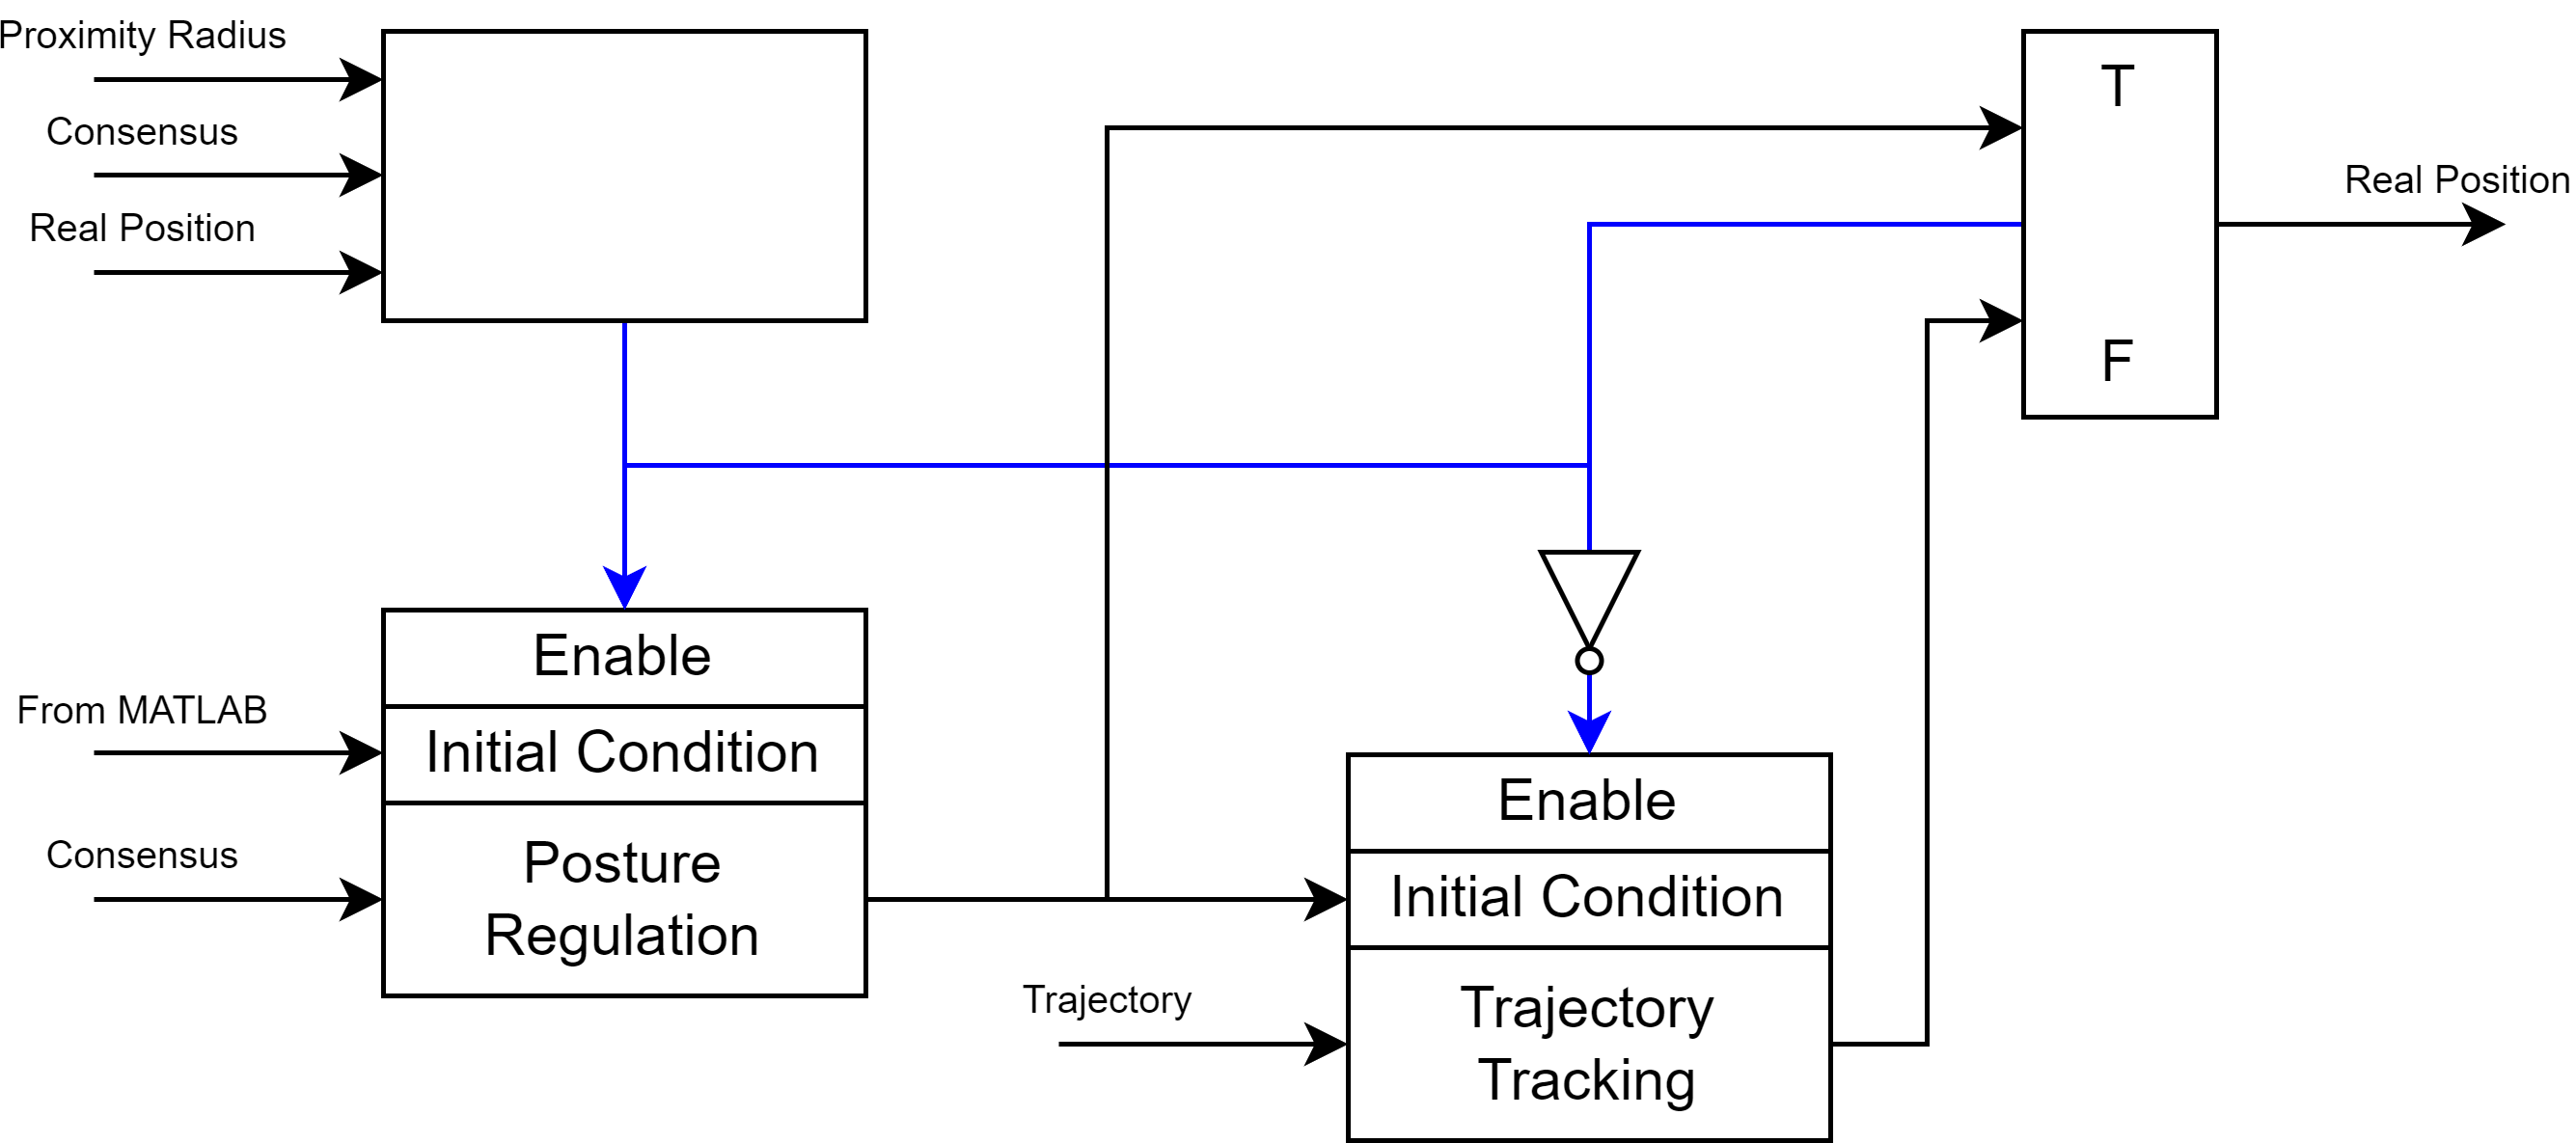 Proximity Radius
Consensus
Real Position
T
F
Real Position
Enable
Initial Condition
Posture
Regulation
From MATLAB
Consensus
Enable
Initial Condition
Trajectory
Tracking
Trajectory